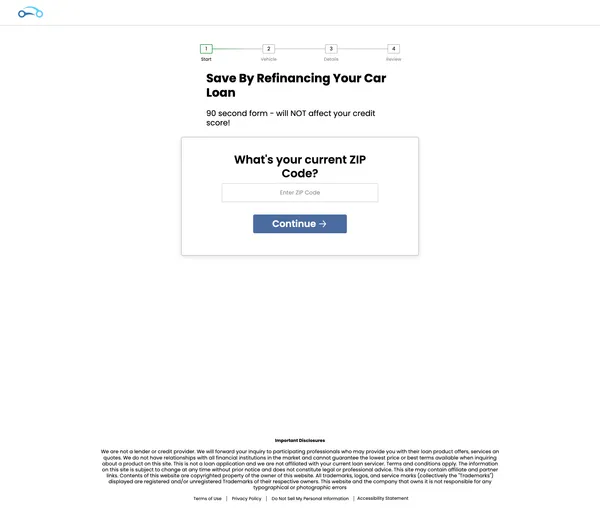 1 2 3 4
Start Vehicle Details Review
Save By Refinancing Your Car
Loan
90 second form - will NOT affect your credit
score!
What's your current ZIP
Code?
Enter ZIP Code
Continue →
Important Disclosures
We are not a lender or credit provider. We will forward your inquiry to participating professionals who may provide you with their loan product offers, services an
quotes. We do not have relationships with all financial institutions in the market and cannot guarantee the lowest price or best terms available when inquiring
about a product on this site. This is not a loan application and we are not affiliated with your current loan servicer. Terms and conditions apply. The information
on this site is subject to change at any time without prior notice and does not constitute legal or professional advice. This site may contain affiliate and partner
links. Contents of this website are copyrighted property of the owner of this website. All trademarks, logos, and service marks (collectively the "Trademarks")
displayed are registered and/or unregistered Trademarks of their respective owners. This website and the company that owns it is not responsible for any
typographical or photographic errors
Terms of Use | Privacy Policy | Do Not Sell My Personal Information | Accessibility Statement